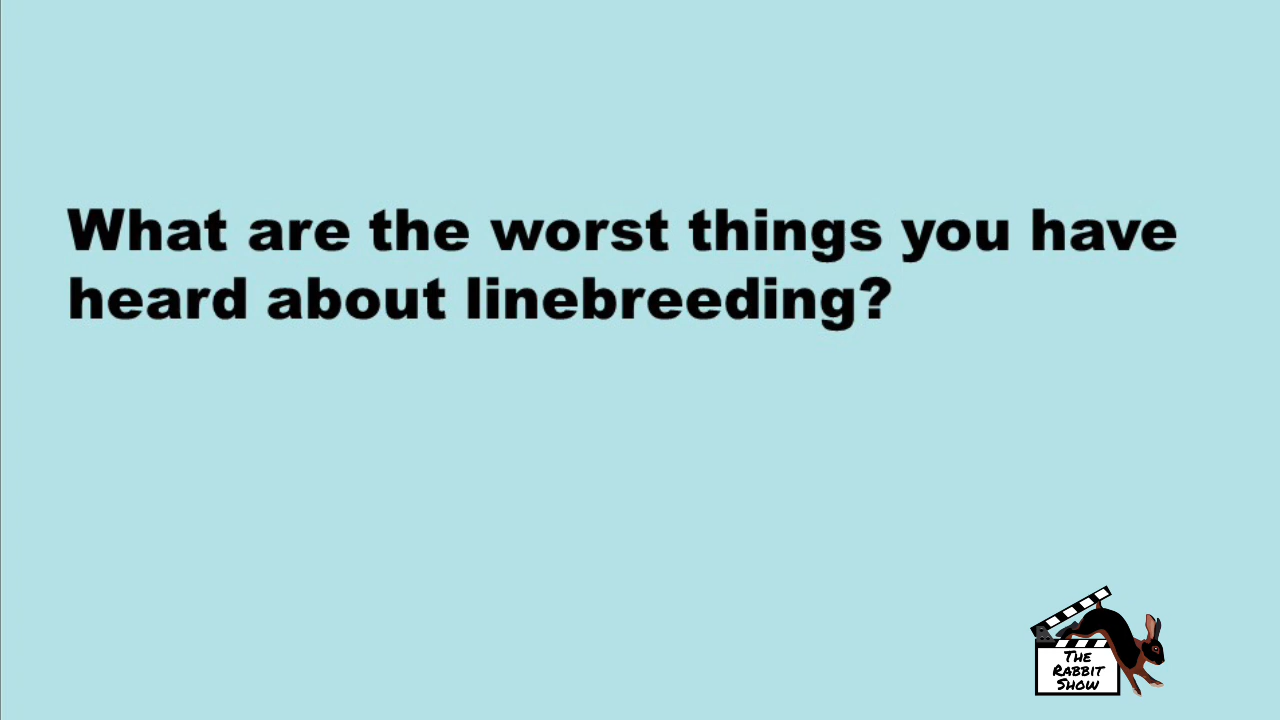 What are the worst things you have
heard about linebreeding?
THE
RABBIT
SHOW